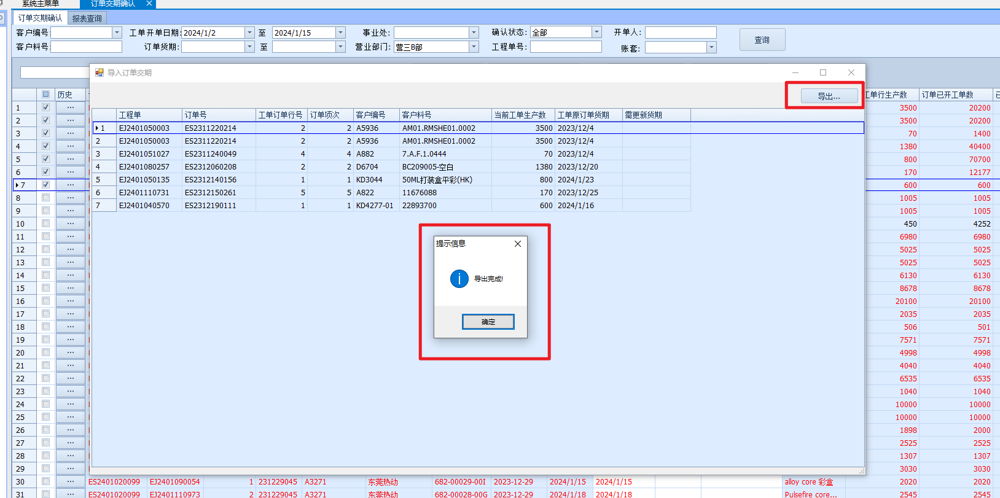 系统主菜单 订单交期确认
订单交期确认 报表查询
客户编号: 工单开单日期: 2024/1/2 至 2024/1/15 事业处: 确认状态: 全部 开单人:
客户料号: 订单货期: 至 营业部门: 营三B部 工程单号: 账套:
查询
导入订单交期
导出...
历史 工单行生产数 订单已开工单数
工程单 订单号 工单订单行号 订单项次 客户编号 客户料号 当前工单生产数 工单原订单货期 需更新货期
1 EJ2401050003 ES2311220214 2 2 A5936 AM01.RMSHE01.0002 3500 2023/12/4
2 EJ2401050003 ES2311220214 2 2 A5936 AM01.RMSHE01.0002 3500 2023/12/4
3 EJ2401051027 ES2311240049 4 4 A882 7.A.F.1.0444 70 2023/12/4
4 EJ2401080257 ES2312060208 2 2 D6704 BC209005-空白 1380 2023/12/20
5 EJ2401050135 ES2312140156 1 1 KD3044 50ML打装盒平彩(HK) 800 2024/1/23
6 EJ2401110731 ES2312150261 5 5 A822 11676088 170 2023/12/25
7 EJ2401040570 ES2312190111 1 1 KD4277-01 22893700 600 2024/1/16
提示信息
导出完成!
确定
1 ... 3500 20200
2 ... 3500 20200
3 ... 70 1400
4 ... 1380 40400
5 ... 800 70700
6 ... 170 12177
7 ... 600 600
8 ... 1005 1005
9 ... 1005 1005
10 ... 450 4252
11 ... 6980 6980
12 ... 5025 5025
13 ... 5025 5025
14 ... 6130 6130
15 ... 8678 8678
16 ... 20100 20100
17 ... 2035 2035
18 ... 506 501
19 ... 7571 7571
20 ... 4998 4998
21 ... 4040 4040
22 ... 6535 6535
23 ... 1040 1040
24 ... 10000 10000
25 ... 10000 10000
26 ... 1898 2000
27 ... 2525 2525
28 ... 1307 1307
29 ... 3030 3030
30 ... ES2401020099 EJ2401090054 1 231229045 A3271 东莞热动 682-00029-00I 2023-12-29 2024/1/15 2024/1/15 alloy core 彩盒 2020 2020
31 ... ES2401020099 EJ2401110973 2 231229045 A3271 东莞热动 682-00028-00G 2023-12-29 2024/1/18 2024/1/18 Pulsefire core... 2545 2545